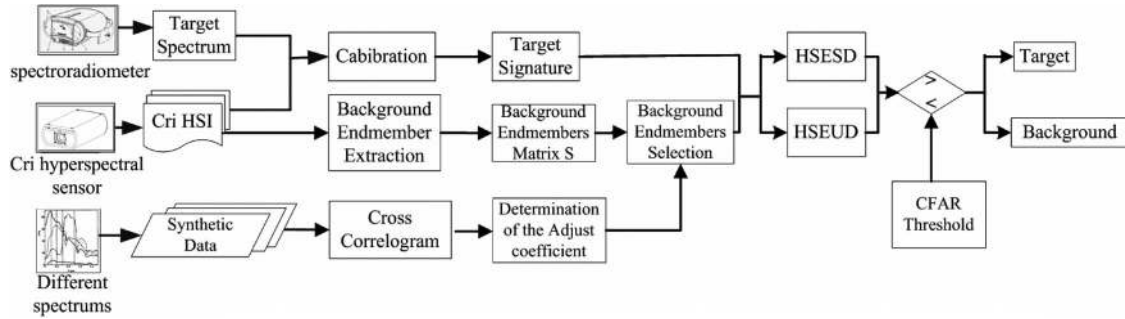 spectroradiometer
Target
Spectrum
Cabibration
Target
Signature
Cri hyperspectral
sensor
Cri HSI
Background
Endmember
Extraction
Background
Endmembers
Matrix S
Background
Endmembers
Selection
HSESD
HSEUD
>
<
Target
Background
CFAR
Threshold
Different
spectrums
Synthetic
Data
Cross
Correlogram
Determination
of the Adjust
coefficient